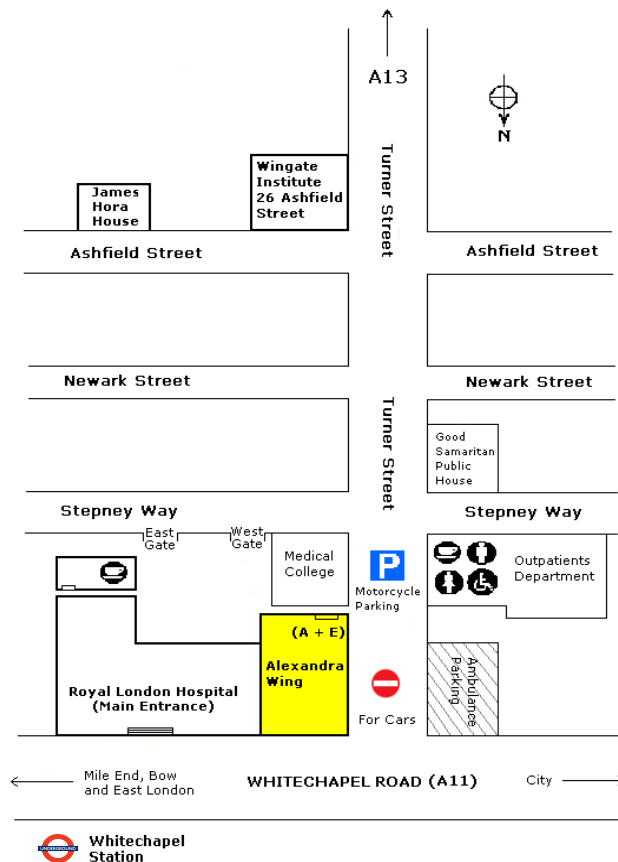 A13
N
Turner Street
Wingate
Institute
26 Ashfield
Street
James
Hora
House
Ashfield Street
Ashfield Street
Newark Street
Newark Street
Turner Street
Good
Samaritan
Public
House
Stepney Way
Stepney Way
East
Gate
West
Gate
Medical
College
P
Motorcycle
Parking
Outpatients
Department
(A + E)
Alexandra
Wing
Ambulance
Parking
Royal London Hospital
(Main Entrance)
For Cars
Mile End, Bow
and East London
WHITECHAPEL ROAD (A11)
City
UNDERGROUND
Whitechapel
Station